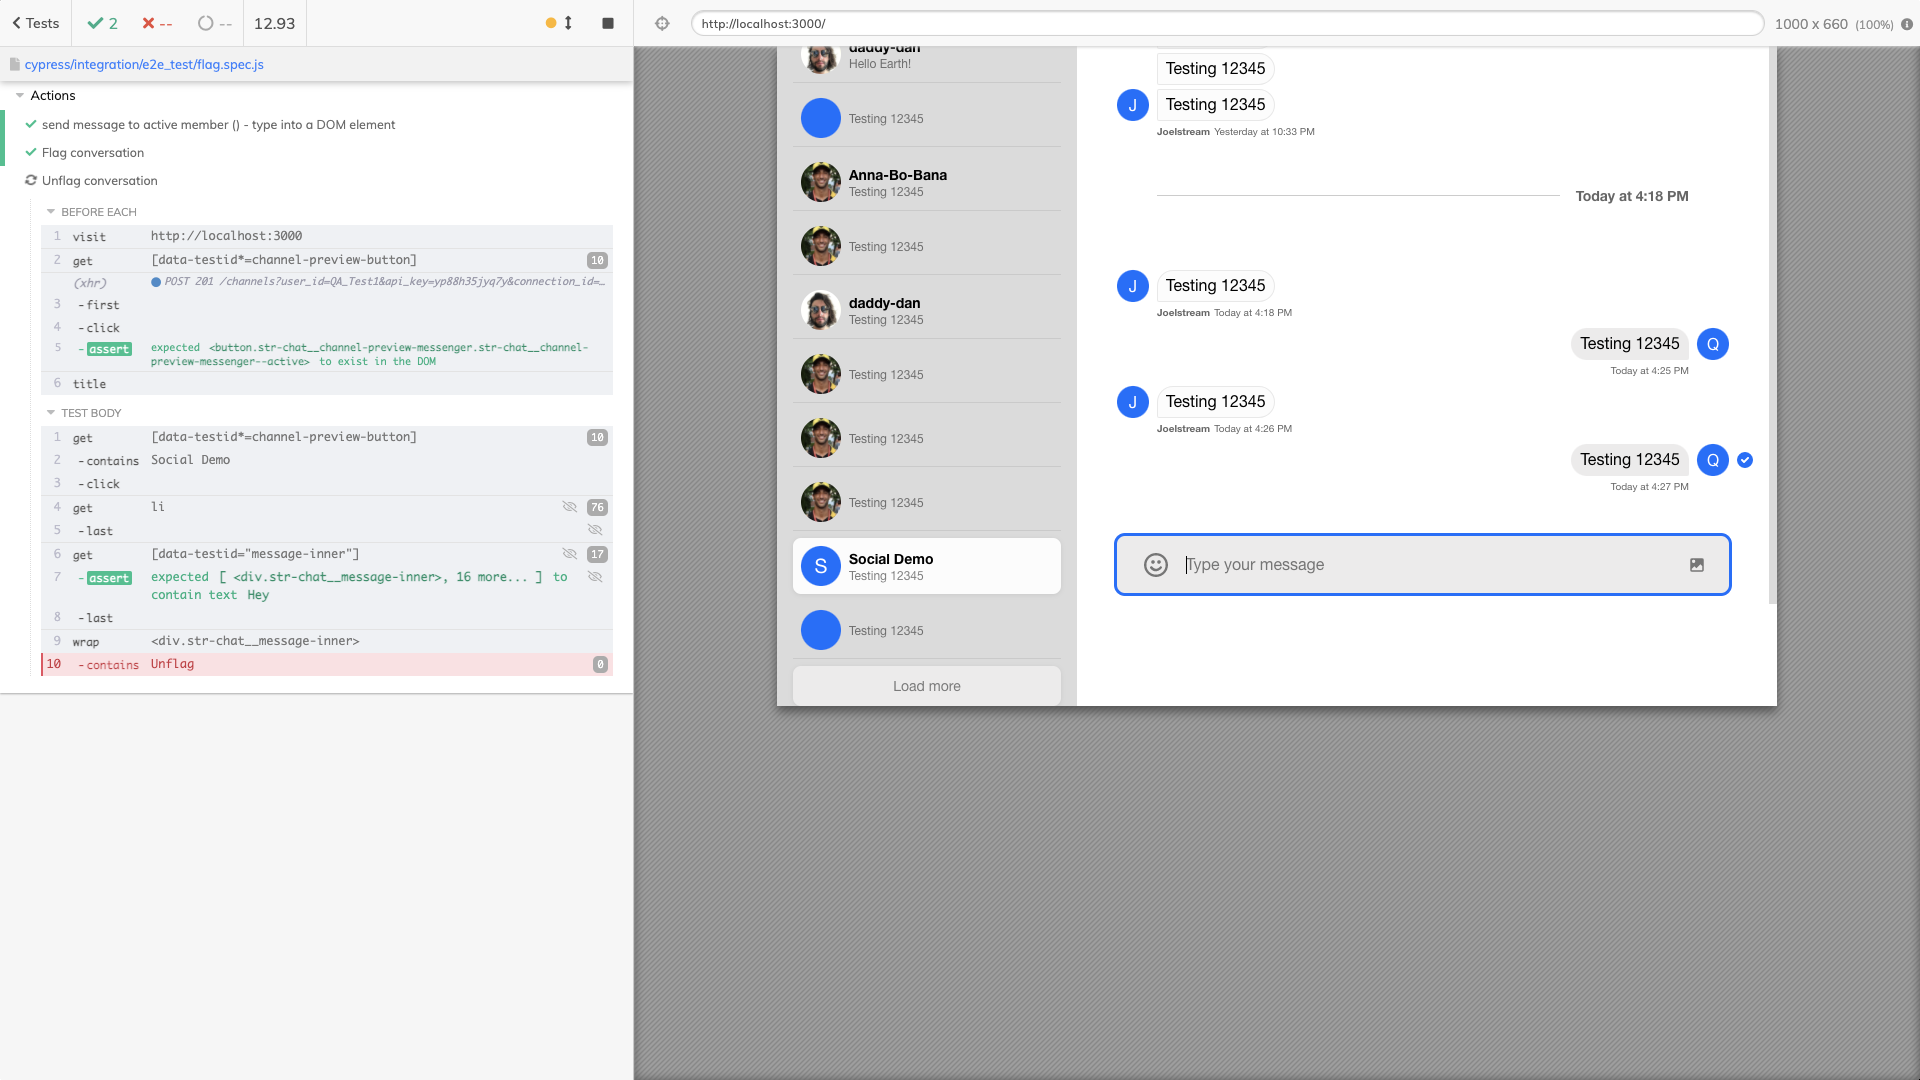 Tests
2
--
--
12.93
http://localhost:3000/
1000 x 660 (100%)
cypress/integration/e2e_test/flag.spec.js
Actions
send message to active member () - type into a DOM element
Flag conversation
Unflag conversation
BEFORE EACH
1 visit http://localhost:3000
2 get [data-testid*=channel-preview-button] 10
(xhr) POST 201 /channels?user_id=QA_Test1&api_key=yp88h35jyq7y&connection_id=…
3 -first
4 -click
5 -assert expected <button.str-chat__channel-preview-messenger.str-chat__channel-
preview-messenger--active> to exist in the DOM
6 title
TEST BODY
1 get [data-testid*=channel-preview-button] 10
2 -contains Social Demo
3 -click
4 get li 76
5 -last
6 get [data-testid="message-inner"] 17
7 -assert expected [ <div.str-chat__message-inner>, 16 more... ] to
contain text Hey
8 -last
9 wrap <div.str-chat__message-inner>
10 -contains Unflag 0
daddy-dan
Hello Earth!
Testing 12345
Anna-Bo-Bana
Testing 12345
Testing 12345
daddy-dan
Testing 12345
Testing 12345
Testing 12345
Testing 12345
S
Social Demo
Testing 12345
Testing 12345
Load more
Testing 12345
J Testing 12345
Joelstream Yesterday at 10:33 PM
Today at 4:18 PM
J Testing 12345
Joelstream Today at 4:18 PM
Testing 12345 Q
Today at 4:25 PM
J Testing 12345
Joelstream Today at 4:26 PM
Testing 12345 Q
Today at 4:27 PM
Type your message